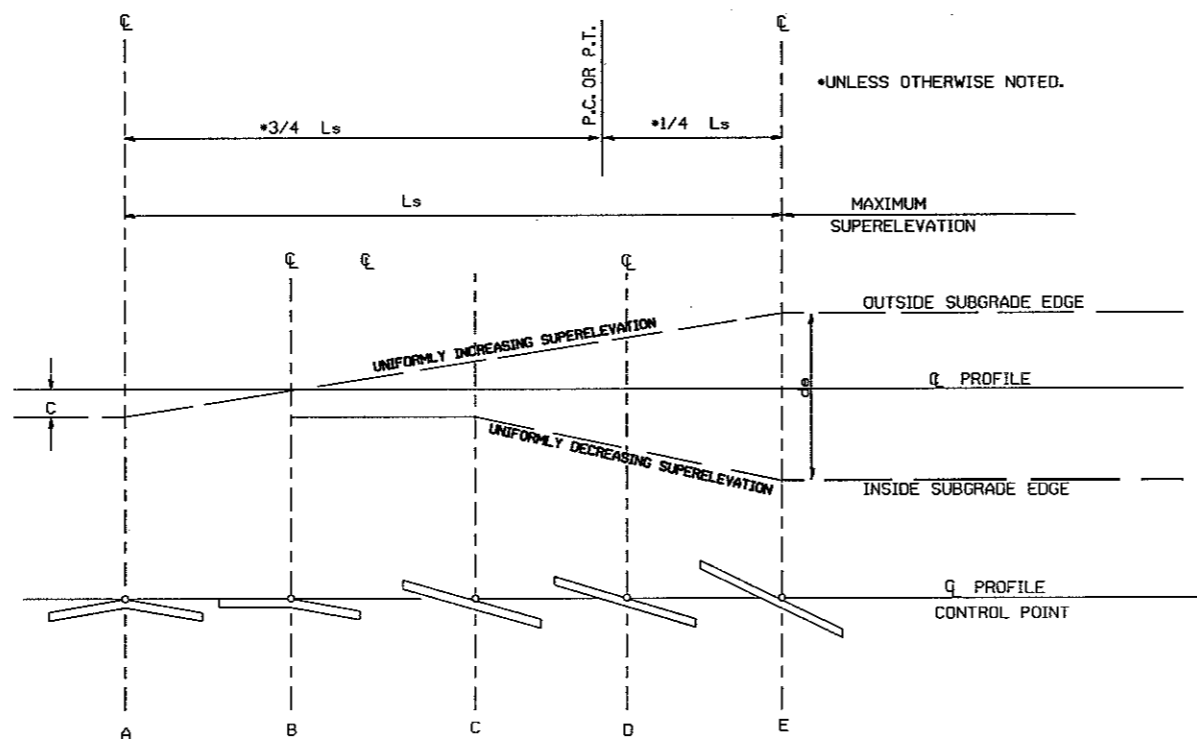 ℄ ℄
P.C. OR P.T.
*UNLESS OTHERWISE NOTED.
*3/4 Ls *1/4 Ls
Ls MAXIMUM
SUPERELEVATION
℄ ℄ ℄
OUTSIDE SUBGRADE EDGE
UNIFORMLY INCREASING SUPERELEVATION
℄ PROFILE
C
UNIFORMLY DECREASING SUPERELEVATION
INSIDE SUBGRADE EDGE
℄ PROFILE
CONTROL POINT
A B C D E